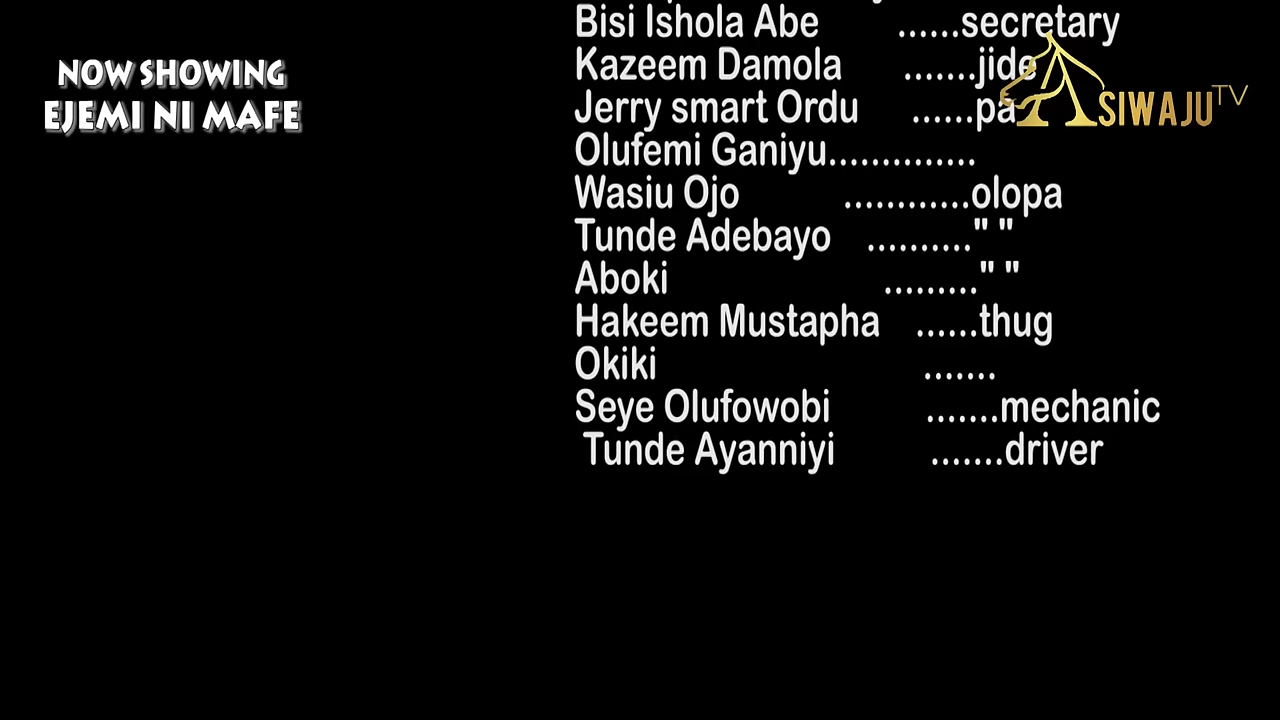 NOW SHOWING
EJEMI NI MAFE
ASIWAJU TV
Bisi Ishola Abe ......secretary
Kazeem Damola .......jide
Jerry smart Ordu ......pa
Olufemi Ganiyu..............
Wasiu Ojo ............olopa
Tunde Adebayo .........." "
Aboki ........." "
Hakeem Mustapha ......thug
Okiki .......
Seye Olufowobi .......mechanic
Tunde Ayanniyi .......driver